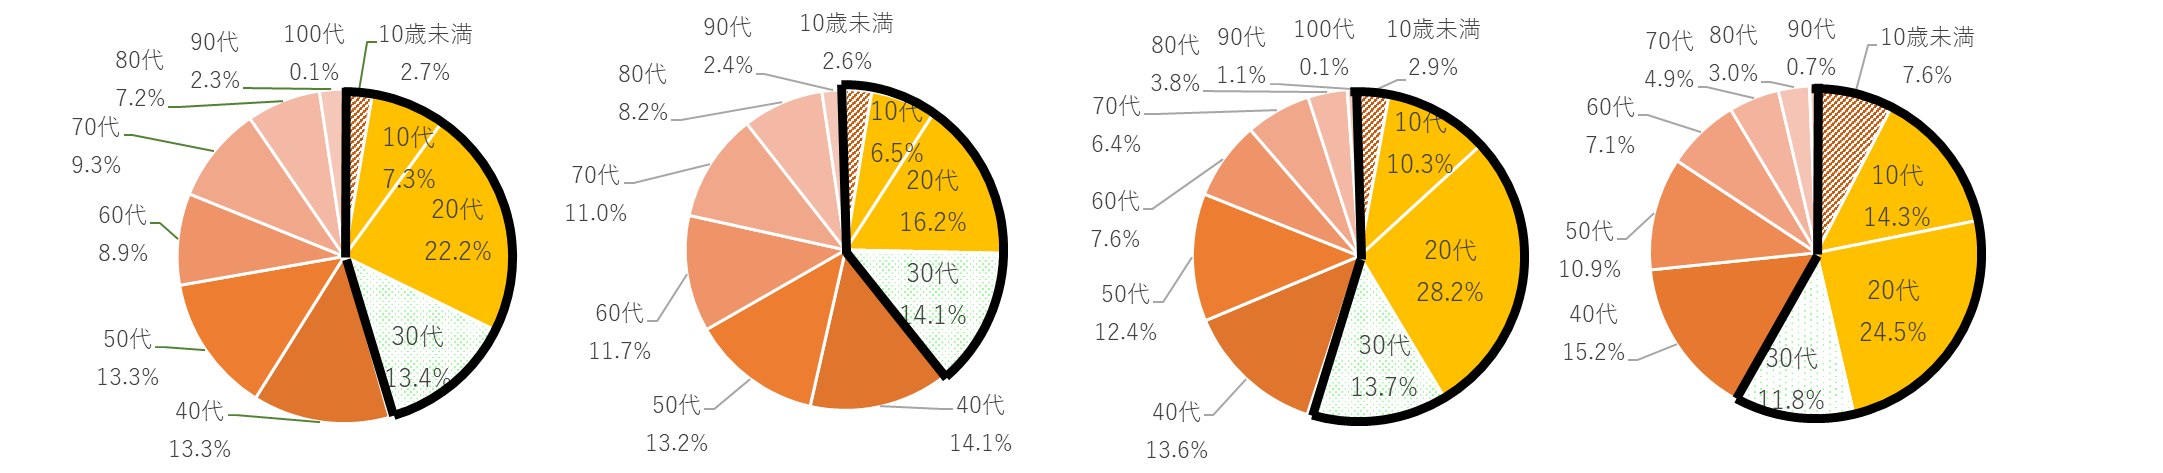 10歳未満
2.7%
10代
7.3%
20代
22.2%
30代
13.4%
40代
13.3%
50代
13.3%
60代
8.9%
70代
9.3%
80代
7.2%
90代
2.3%
100代
0.1%
10歳未満
2.6%
10代
6.5%
20代
16.2%
30代
14.1%
40代
14.1%
50代
13.2%
60代
11.7%
70代
11.0%
80代
8.2%
90代
2.4%
10歳未満
2.9%
10代
10.3%
20代
28.2%
30代
13.7%
40代
13.6%
50代
12.4%
60代
7.6%
70代
6.4%
80代
3.8%
90代
1.1%
100代
0.1%
10歳未満
7.6%
10代
14.3%
20代
24.5%
30代
11.8%
40代
15.2%
50代
10.9%
60代
7.1%
70代
4.9%
80代
3.0%
90代
0.7%